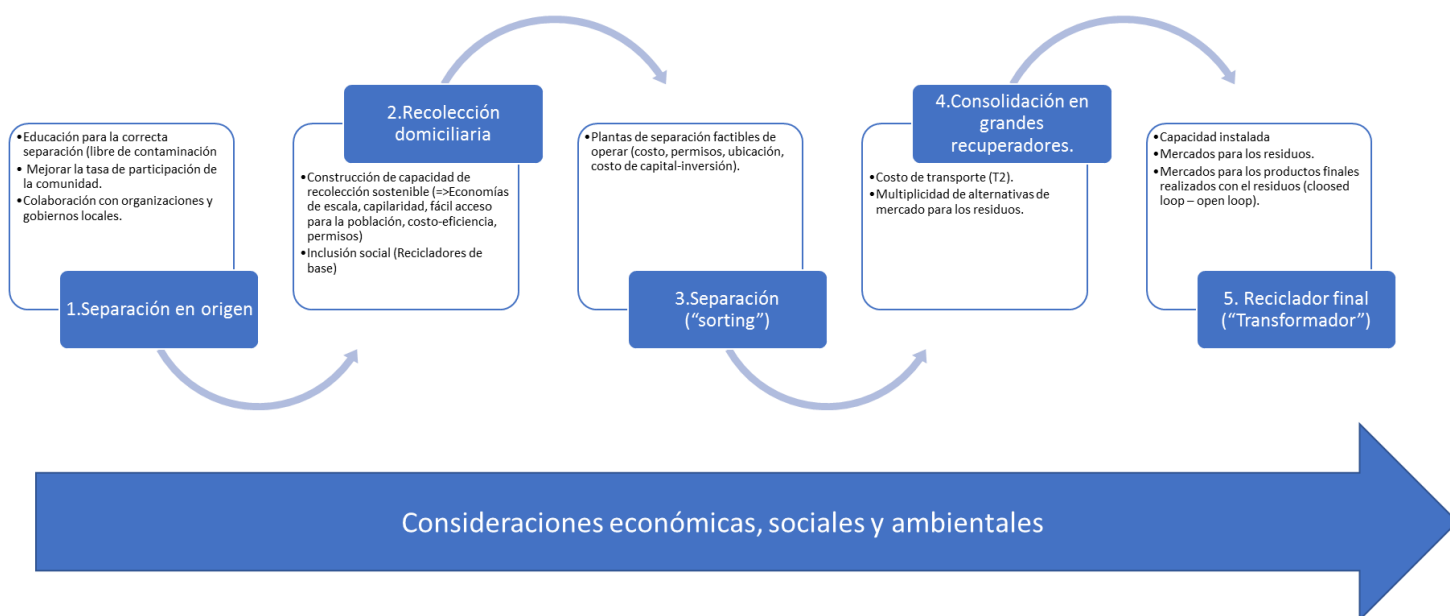 •Educación para la correcta
separación (libre de contaminación
• Mejorar la tasa de participación de
la comunidad.
•Colaboración con organizaciones y
gobiernos locales.
1.Separación en origen
2.Recolección
domiciliaria
•Construcción de capacidad de
recolección sostenible (=>Economías
de escala, capilaridad, fácil acceso
para la población, costo-eficiencia,
permisos)
•Inclusión social (Recicladores de
base)
•Plantas de separación factibles de
operar (costo, permisos, ubicación,
costo de capital-inversión).
3.Separación
(“sorting”)
4.Consolidación en
grandes
recuperadores.
•Costo de transporte (T2).
•Multiplicidad de alternativas de
mercado para los residuos.
•Capacidad instalada
•Mercados para los residuos.
•Mercados para los productos finales
realizados con el residuos (cloosed
loop – open loop).
5. Reciclador final
(“Transformador”)
Consideraciones económicas, sociales y ambientales